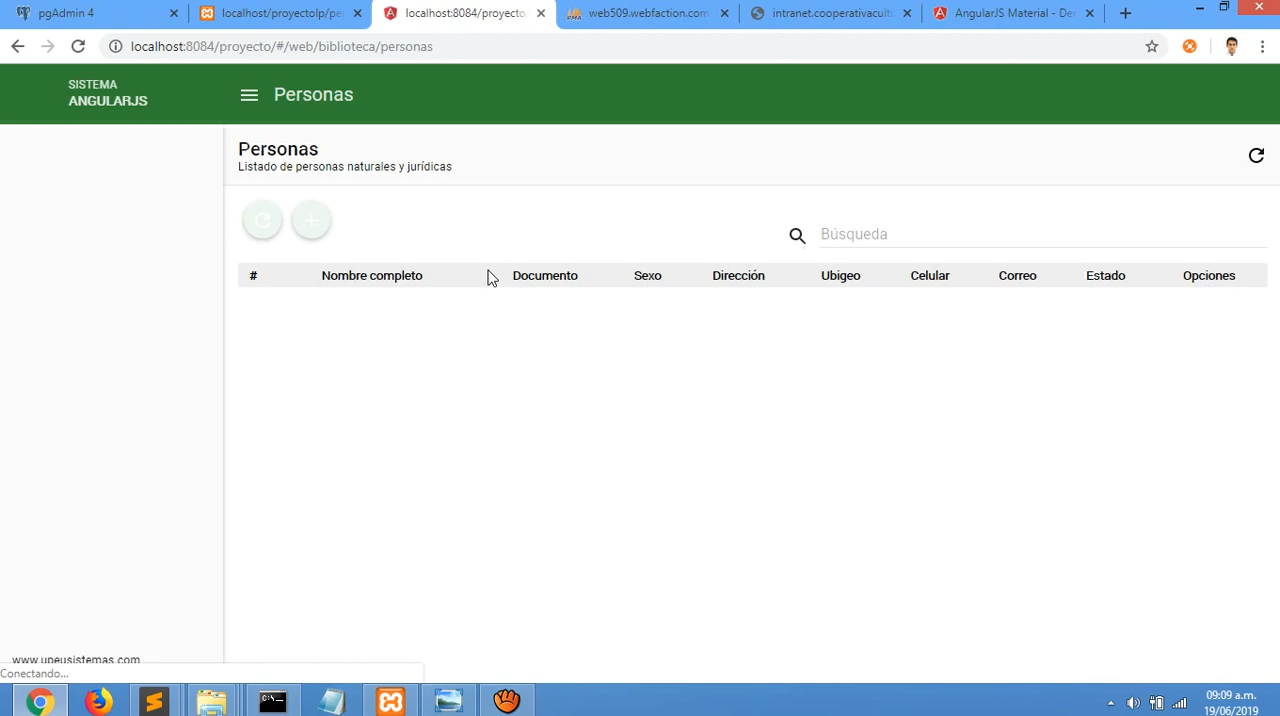 pgAdmin 4
localhost/proyectolp/pe
localhost:8084/proyecto
web509.webfaction.com
intranet.cooperativacult
AngularJS Material - De
localhost:8084/proyecto/#/web/biblioteca/personas
SISTEMA
ANGULARJS
Personas
Personas
Listado de personas naturales y jurídicas
Búsqueda
# Nombre completo Documento Sexo Dirección Ubigeo Celular Correo Estado Opciones
www.upeusistemas.com
Conectando...
09:09 a.m.
19/06/2019